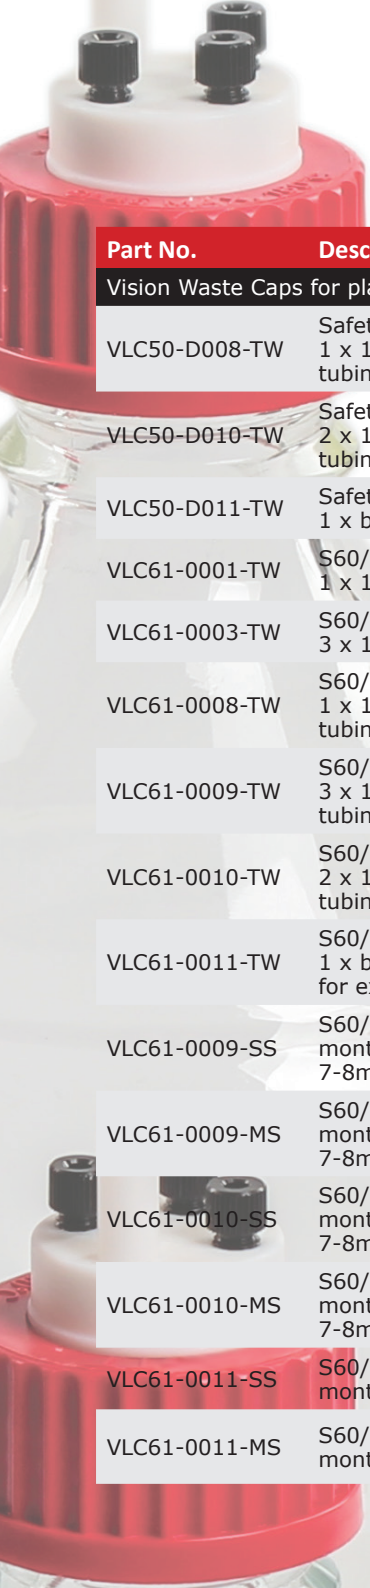 Part No. Desc
Vision Waste Caps for pla
VLC50-D008-TW
Safet
1 x 1
tubin
VLC50-D010-TW
Safet
2 x 1
tubin
VLC50-D011-TW
Safet
1 x b
VLC61-0001-TW
S60/
1 x 1
VLC61-0003-TW
S60/
3 x 1
VLC61-0008-TW
S60/
1 x 1
tubin
VLC61-0009-TW
S60/
3 x 1
tubin
VLC61-0010-TW
S60/
2 x 1
tubin
VLC61-0011-TW
S60/
1 x b
for ex
VLC61-0009-SS
S60/
mont
7-8m
VLC61-0009-MS
S60/
mont
7-8m
VLC61-0010-SS
S60/
mont
7-8m
VLC61-0010-MS
S60/
mont
7-8m
VLC61-0011-SS
S60/
mont
VLC61-0011-MS
S60/
mont